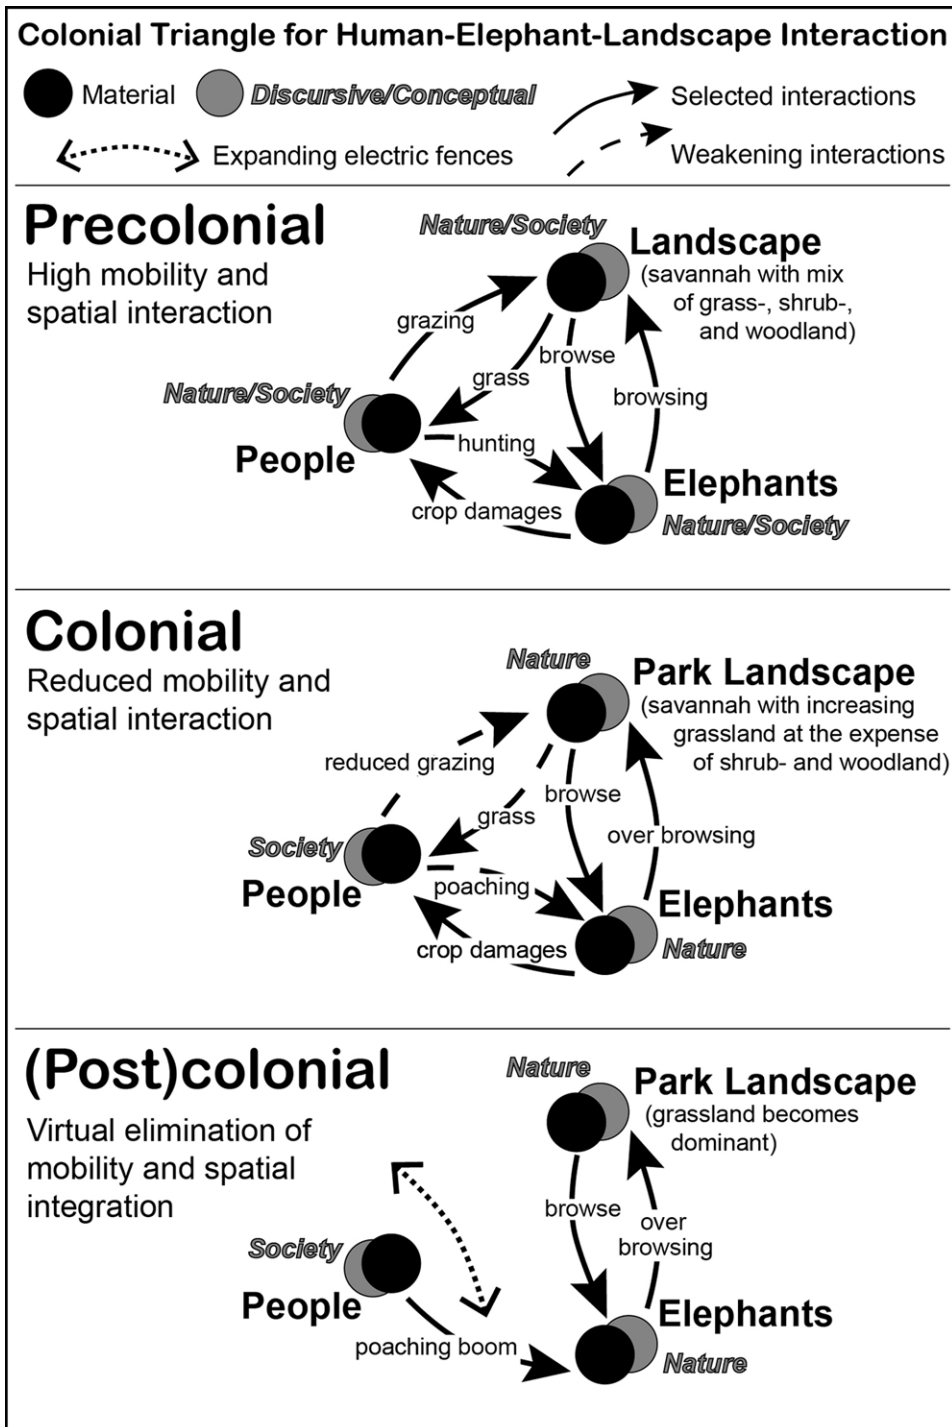 Colonial Triangle for Human-Elephant-Landscape Interaction
Material
Discursive/Conceptual
Selected interactions
Expanding electric fences
Weakening interactions
Precolonial
High mobility and
spatial interaction
Nature/Society
Landscape
(savannah with mix
of grass-, shrub-,
and woodland)
grazing
browse
grass
browsing
Nature/Society
People
hunting
crop damages
Elephants
Nature/Society
Colonial
Reduced mobility and
spatial interaction
Nature
Park Landscape
(savannah with increasing
grassland at the expense
of shrub- and woodland)
reduced grazing
browse
grass
over browsing
Society
People
poaching
crop damages
Elephants
Nature
(Post)colonial
Virtual elimination of
mobility and spatial
integration
Nature
Park Landscape
(grassland becomes
dominant)
browse
over
browsing
Society
People
poaching boom
Elephants
Nature